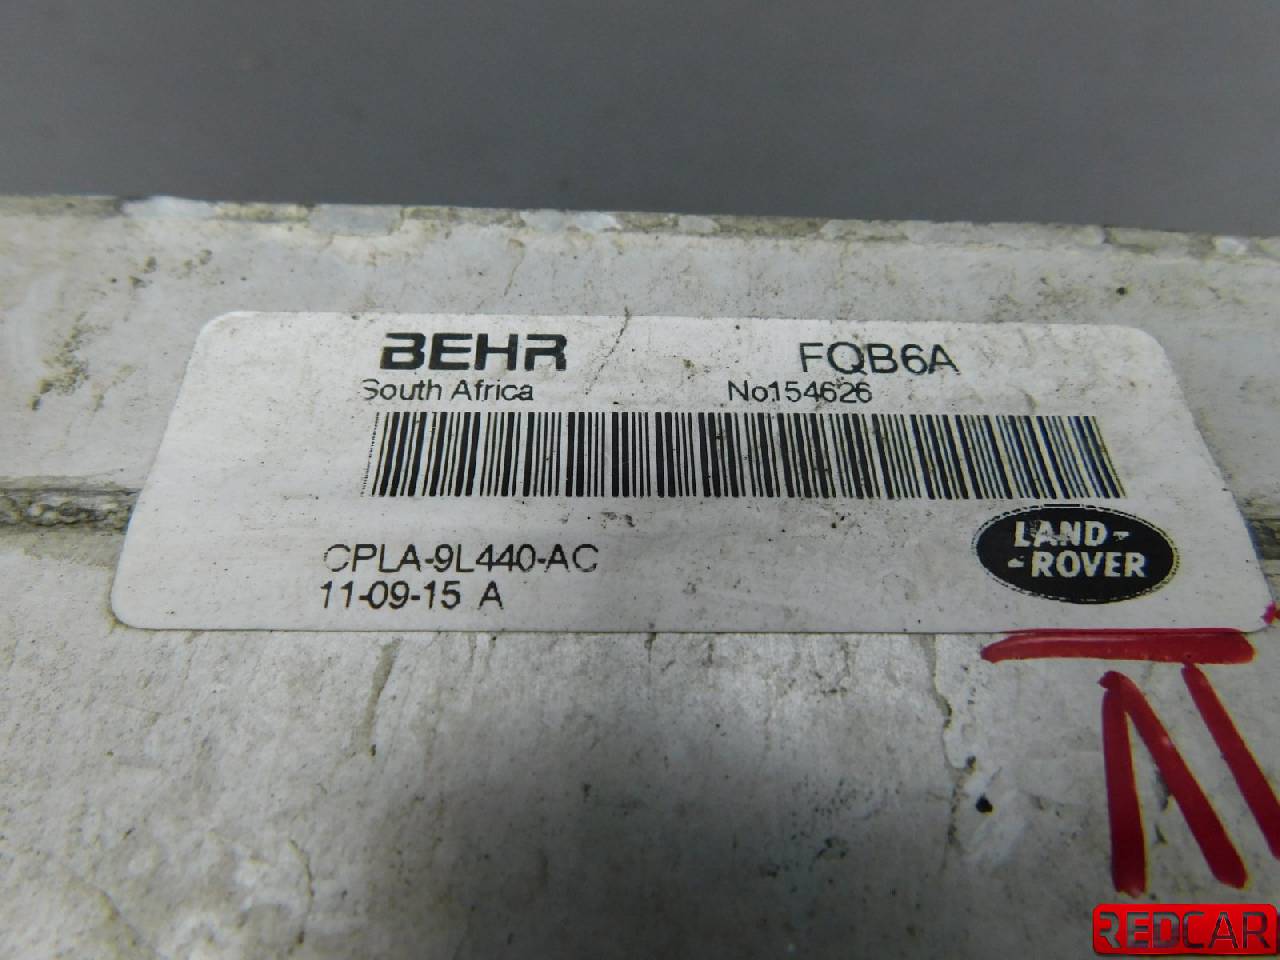 BEHR
FQB6A
South Africa
No154626
CPLA-9L440-AC
11-09-15 A
LAND-
-ROVER
REDCAR